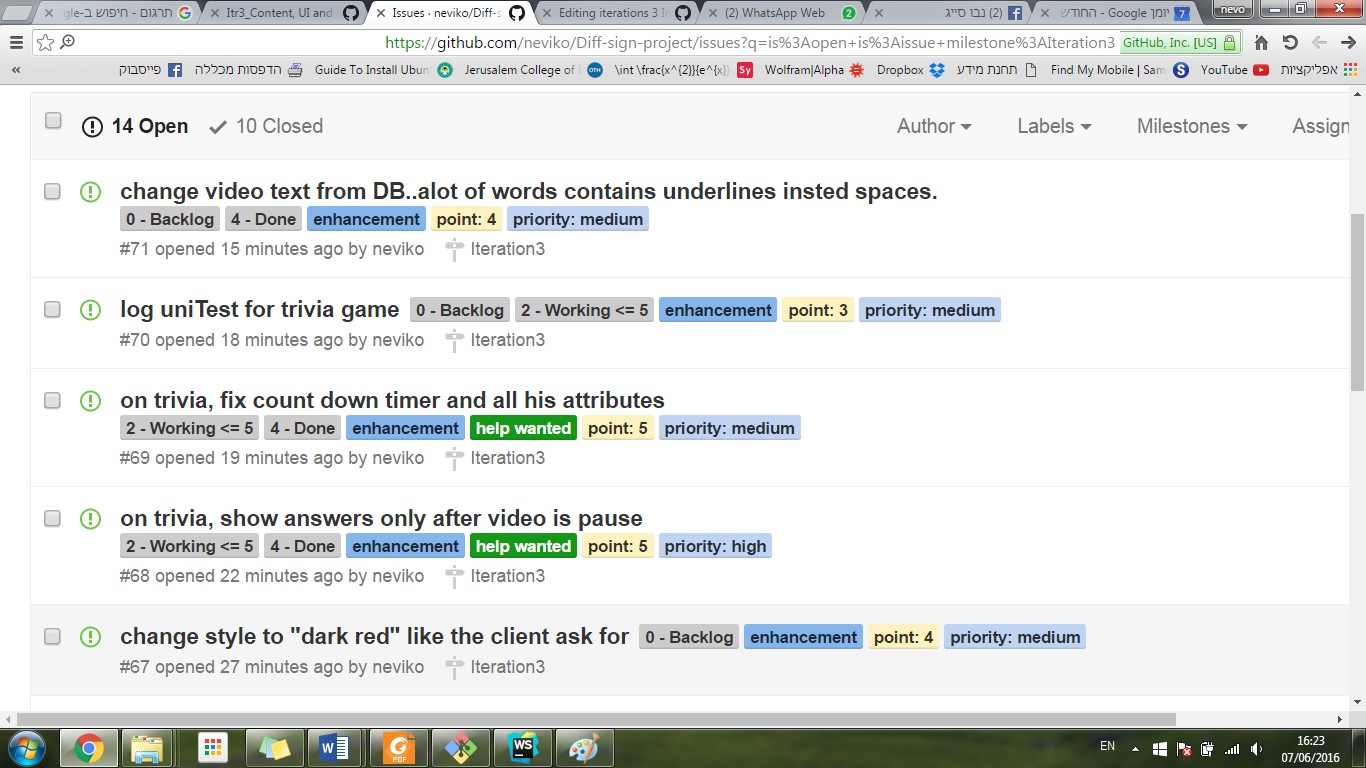 gle-תרגום - חיפוש ב
Itr3_Content, UI and
Issues · neviko/Diff-s
Editing iterations 3 In
(2) WhatsApp Web
2
(2) נבו סייג
יומן Google - החודש
7
nevo
https://github.com/neviko/Diff-sign-project/issues?q=is%3Aopen+is%3Aissue+milestone%3AIteration3
GitHub, Inc. [US]
«
פייסבוק
הדפסות מכללה
Guide To Install Ubun
Jerusalem College of
OTH
\int \frac{x^{2}}{e^{x}
Sy
Wolfram|Alpha
Dropbox
תחנת מידע
Find My Mobile | Sam
S
YouTube
אפליקציות
14 Open
10 Closed
Author
Labels
Milestones
Assign
change video text from DB..alot of words contains underlines insted spaces.
0 - Backlog 4 - Done enhancement point: 4 priority: medium
#71 opened 15 minutes ago by neviko Iteration3
log uniTest for trivia game 0 - Backlog 2 - Working <= 5 enhancement point: 3 priority: medium
#70 opened 18 minutes ago by neviko Iteration3
on trivia, fix count down timer and all his attributes
2 - Working <= 5 4 - Done enhancement help wanted point: 5 priority: medium
#69 opened 19 minutes ago by neviko Iteration3
on trivia, show answers only after video is pause
2 - Working <= 5 4 - Done enhancement help wanted point: 5 priority: high
#68 opened 22 minutes ago by neviko Iteration3
change style to "dark red" like the client ask for 0 - Backlog enhancement point: 4 priority: medium
#67 opened 27 minutes ago by neviko Iteration3
W
PDF
WS
EN
16:23
07/06/2016